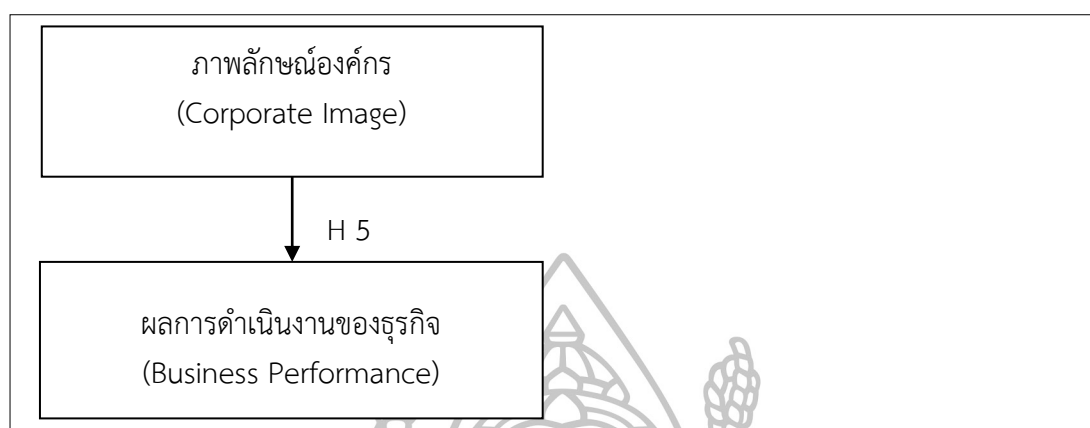 ภาพลักษณ์องค์กร
(Corporate Image)
H 5
ผลการดำเนินงานของธุรกิจ
(Business Performance)